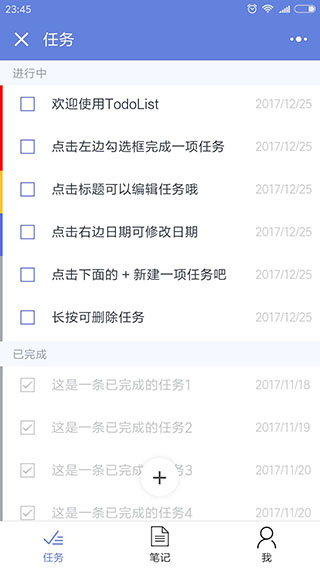 23:45
任务
进行中
欢迎使用TodoList 2017/12/25
点击左边勾选框完成一项任务 2017/12/25
点击标题可以编辑任务哦 2017/12/25
点击右边日期可修改日期 2017/12/25
点击下面的 + 新建一项任务吧 2017/12/25
长按可删除任务 2017/12/25
已完成
这是一条已完成的任务1 2017/11/18
这是一条已完成的任务2 2017/11/19
这是一条已完成的任务3 2017/11/20
这是一条已完成的任务4 2017/11/20
任务 笔记 我